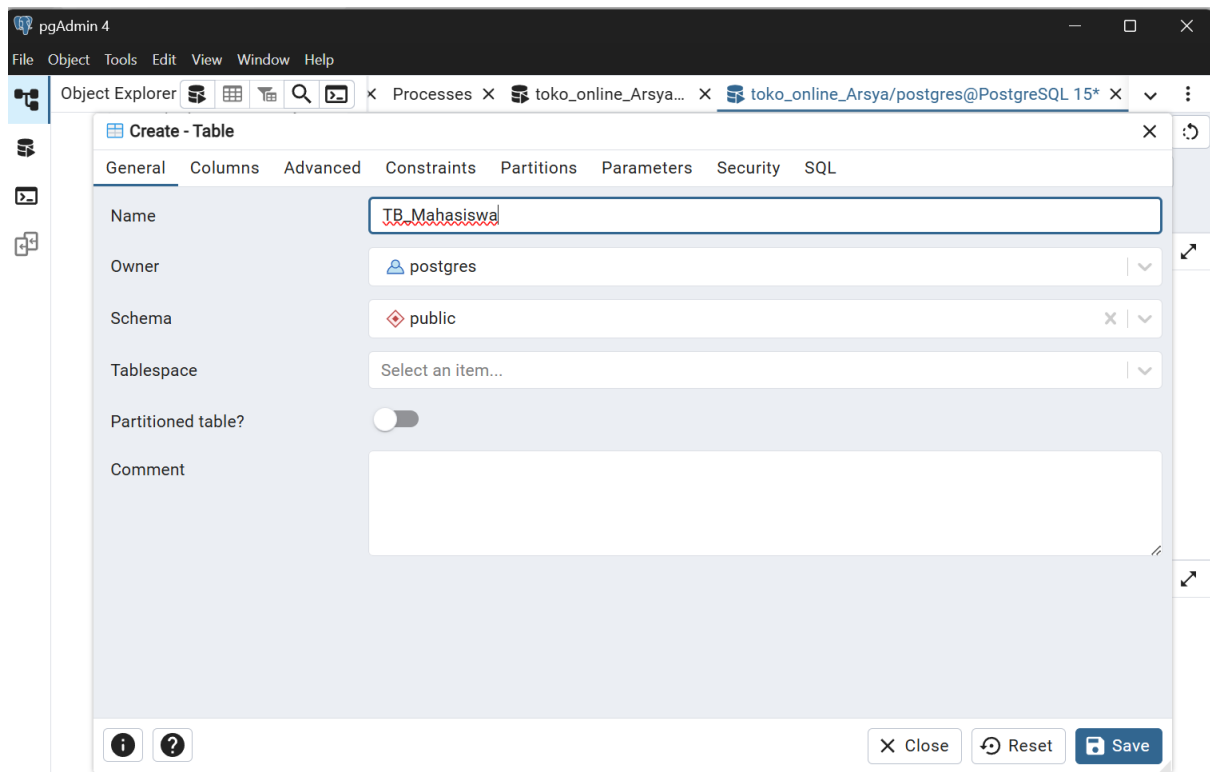 pgAdmin 4
File Object Tools Edit View Window Help
Object Explorer Processes toko_online_Arsya... toko_online_Arsya/postgres@PostgreSQL 15*
Create - Table
General Columns Advanced Constraints Partitions Parameters Security SQL
Name TB_Mahasiswa
Owner postgres
Schema public
Tablespace Select an item...
Partitioned table?
Comment
Close Reset Save